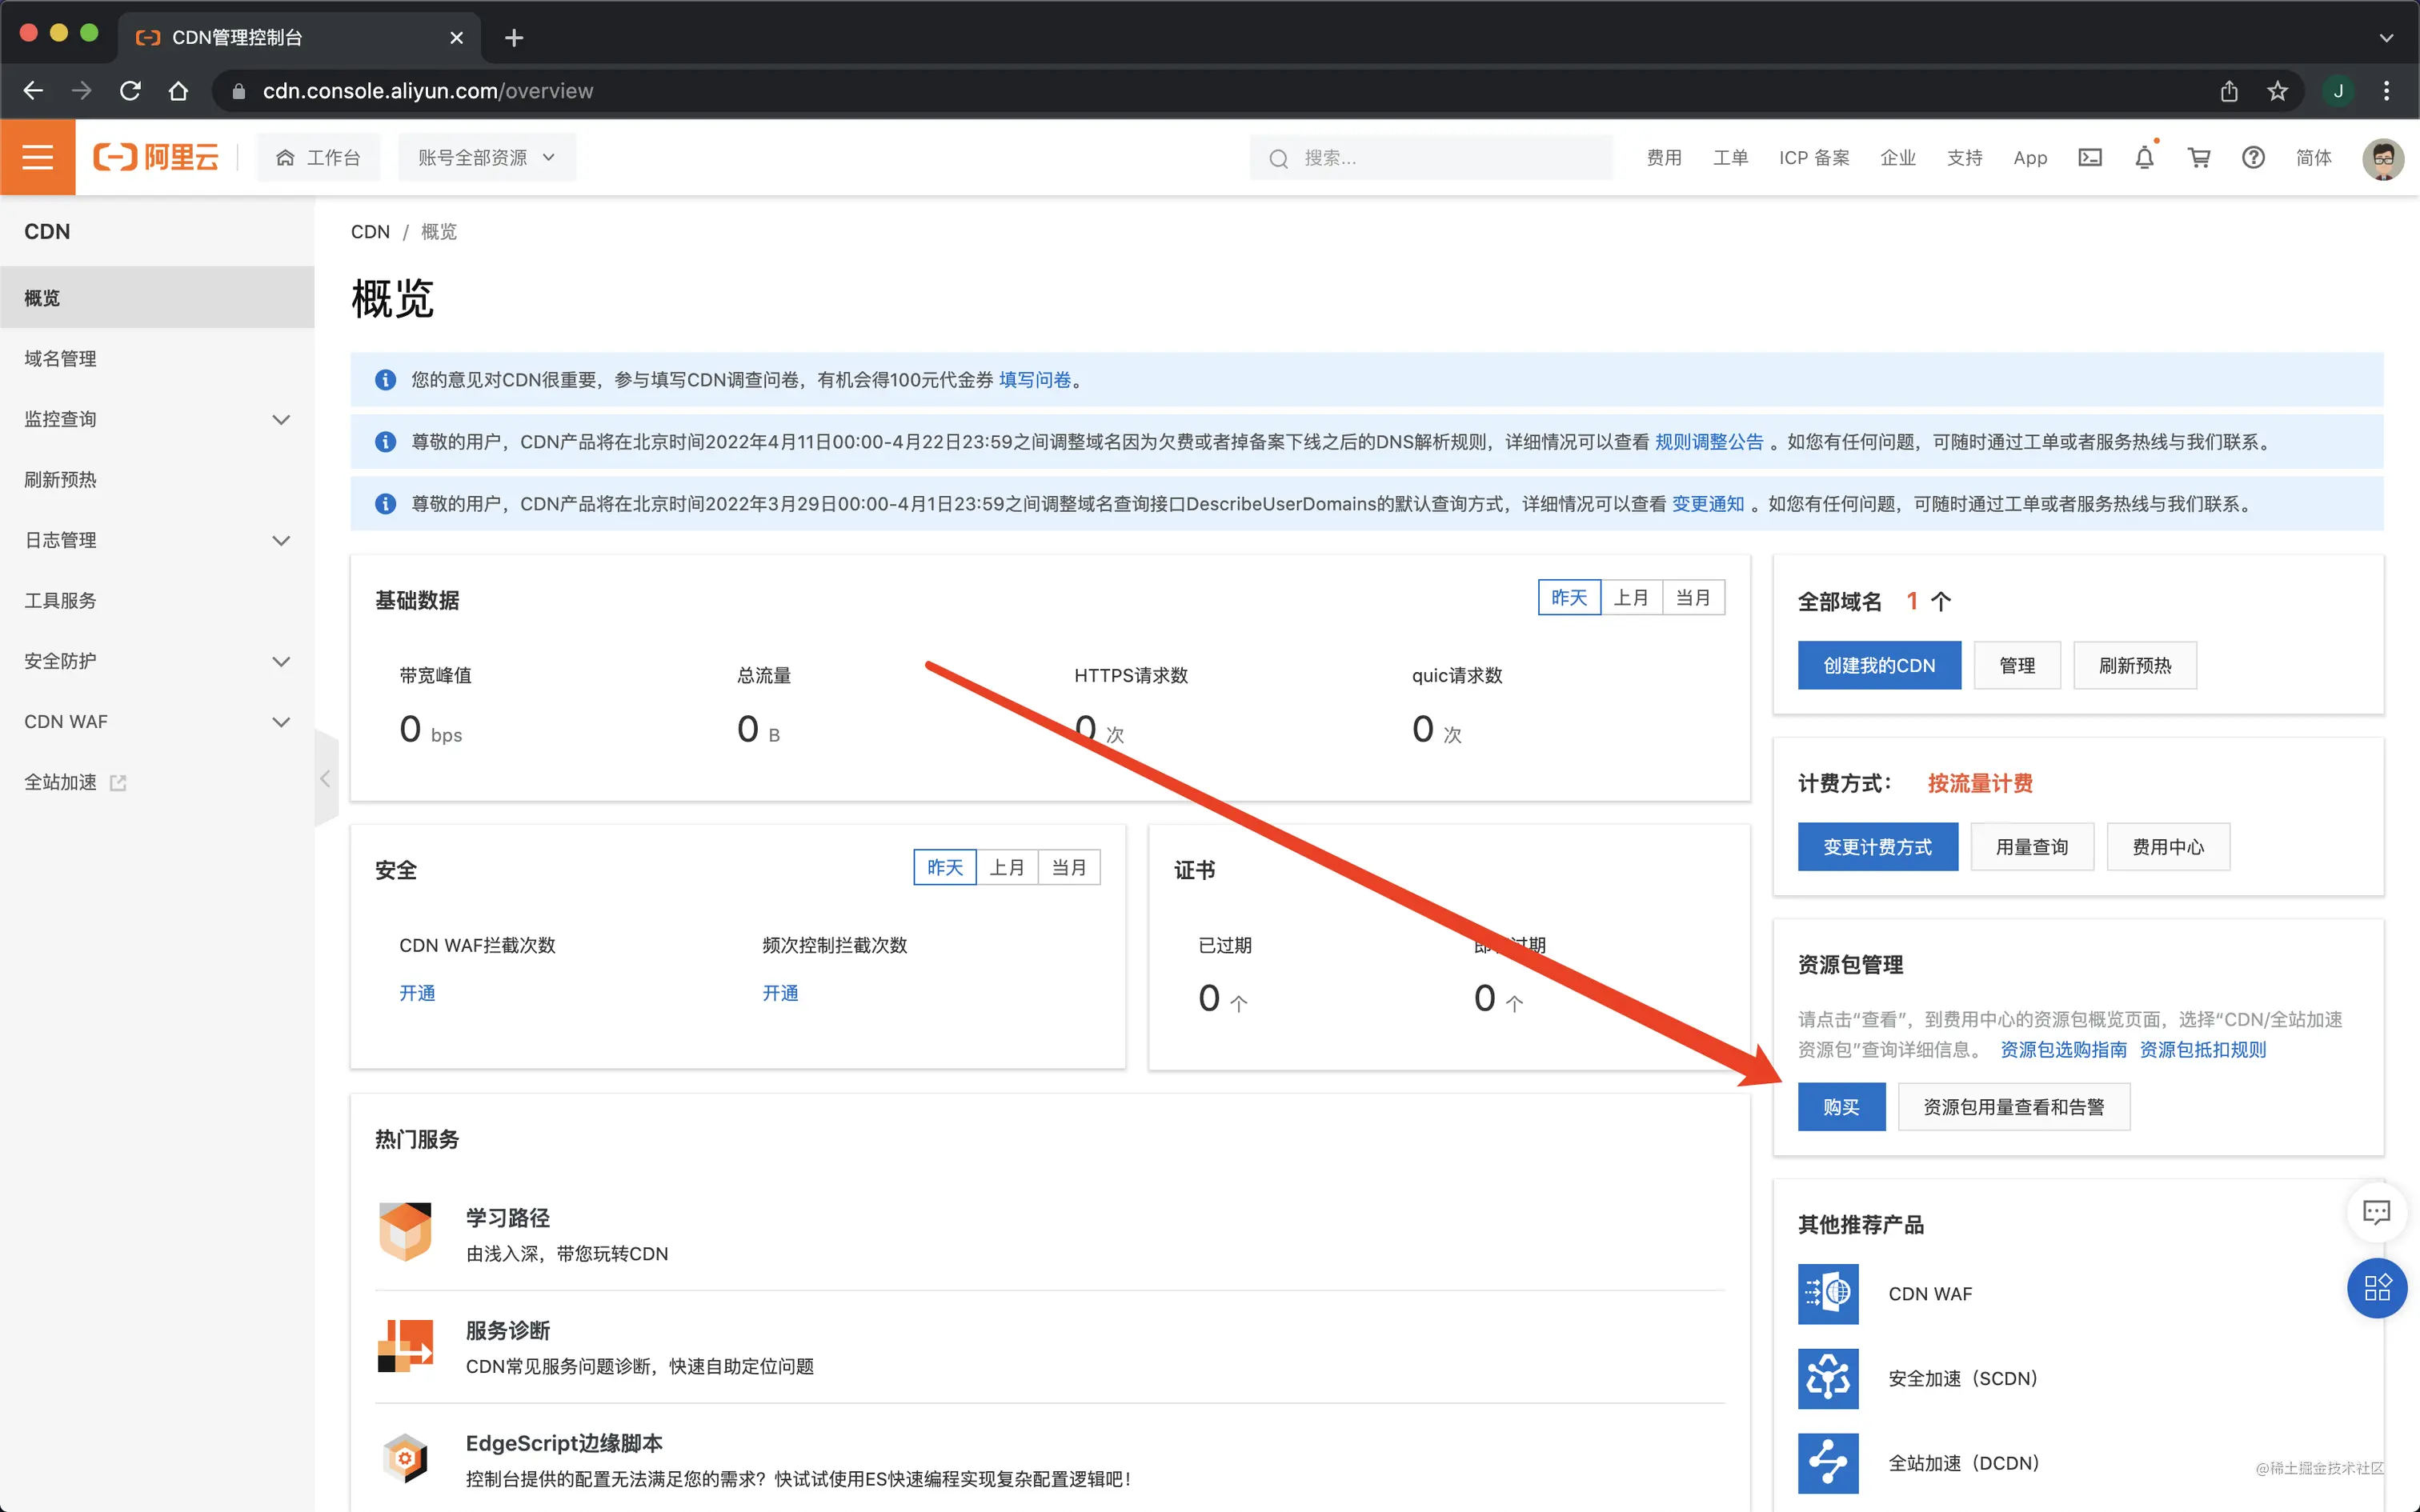 CDN管理控制台
cdn.console.aliyun.com/overview
J
阿里云
工作台
账号全部资源
搜索...
费用
工单
ICP 备案
企业
支持
App
简体
CDN
概览
域名管理
监控查询
刷新预热
日志管理
工具服务
安全防护
CDN WAF
全站加速
CDN / 概览
概览
您的意见对CDN很重要，参与填写CDN调查问卷，有机会得100元代金券 填写问卷。
尊敬的用户，CDN产品将在北京时间2022年4月11日00:00-4月22日23:59之间调整域名因为欠费或者掉备案下线之后的DNS解析规则，详细情况可以查看 规则调整公告 。如您有任何问题，可随时通过工单或者服务热线与我们联系。
尊敬的用户，CDN产品将在北京时间2022年3月29日00:00-4月1日23:59之间调整域名查询接口DescribeUserDomains的默认查询方式，详细情况可以查看 变更通知 。如您有任何问题，可随时通过工单或者服务热线与我们联系。
基础数据
昨天 上月 当月
带宽峰值 总流量 HTTPS请求数 quic请求数
0 bps 0 B 0 次 0 次
安全
昨天 上月 当月
CDN WAF拦截次数 频次控制拦截次数
开通 开通
证书
已过期 即 过期
0 个 0 个
热门服务
学习路径
由浅入深，带您玩转CDN
服务诊断
CDN常见服务问题诊断，快速自助定位问题
EdgeScript边缘脚本
控制台提供的配置无法满足您的需求？快试试使用ES快速编程实现复杂配置逻辑吧！
全部域名 1 个
创建我的CDN 管理 刷新预热
计费方式： 按流量计费
变更计费方式 用量查询 费用中心
资源包管理
请点击“查看”，到费用中心的资源包概览页面，选择“CDN/全站加速
资源包”查询详细信息。 资源包选购指南 资源包抵扣规则
购买 资源包用量查看和告警
其他推荐产品
CDN WAF
安全加速（SCDN）
全站加速（DCDN）
@稀土掘金技术社区